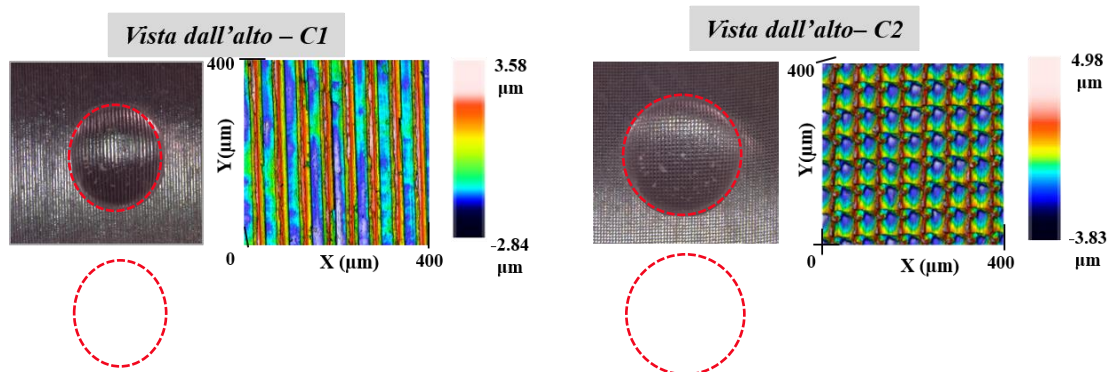 Vista dall'alto – C1
400
Y(μm)
0
X (μm)
400
3.58
μm
-2.84
μm
Vista dall'alto– C2
400
Y(μm)
0
X (μm)
400
4.98
μm
-3.83
μm